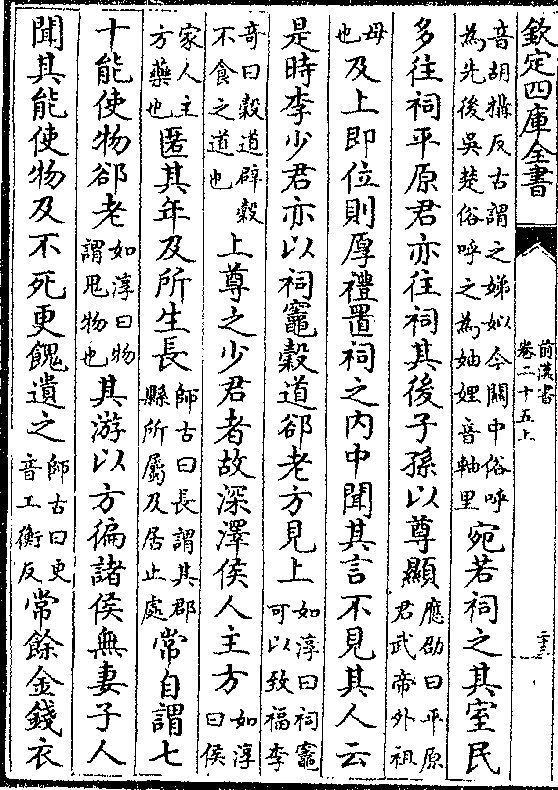 欽定四庫全書
前漢書
卷二十五上
音胡搆反古謂之娣姒今關中俗呼為先後吳楚俗呼之為妯娌音軸里宛若祠之其室民
多往祠平原君亦往祠其後子孫以尊顯應劭曰平原君武帝外祖
母也及上即位則厚禮置祠之内中聞其言不見其人云
是時李少君亦以祠竈榖道郤老方見上如淳曰祠竈可以致福李
奇曰榖道辟榖不食之道也上尊之少君者故深澤侯人主方如淳曰侯
家人主方藥也匿其年及所生長師古曰長謂其郡縣所屬及居止處常自謂七
十能使物郤老如淳曰物謂鬼物也其游以方徧諸侯無妻子人
聞其能使物及不死更餽遺之師古曰更音工衡反常餘金錢衣